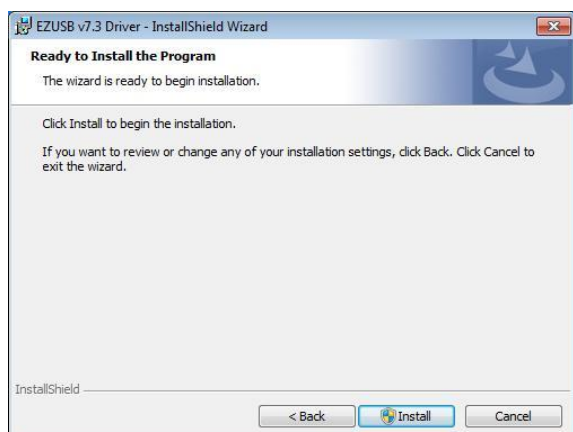 EZUSB v7.3 Driver - InstallShield Wizard
Ready to Install the Program
The wizard is ready to begin installation.
Click Install to begin the installation.
If you want to review or change any of your installation settings, click Back. Click Cancel to
exit the wizard.
InstallShield
< Back Install Cancel